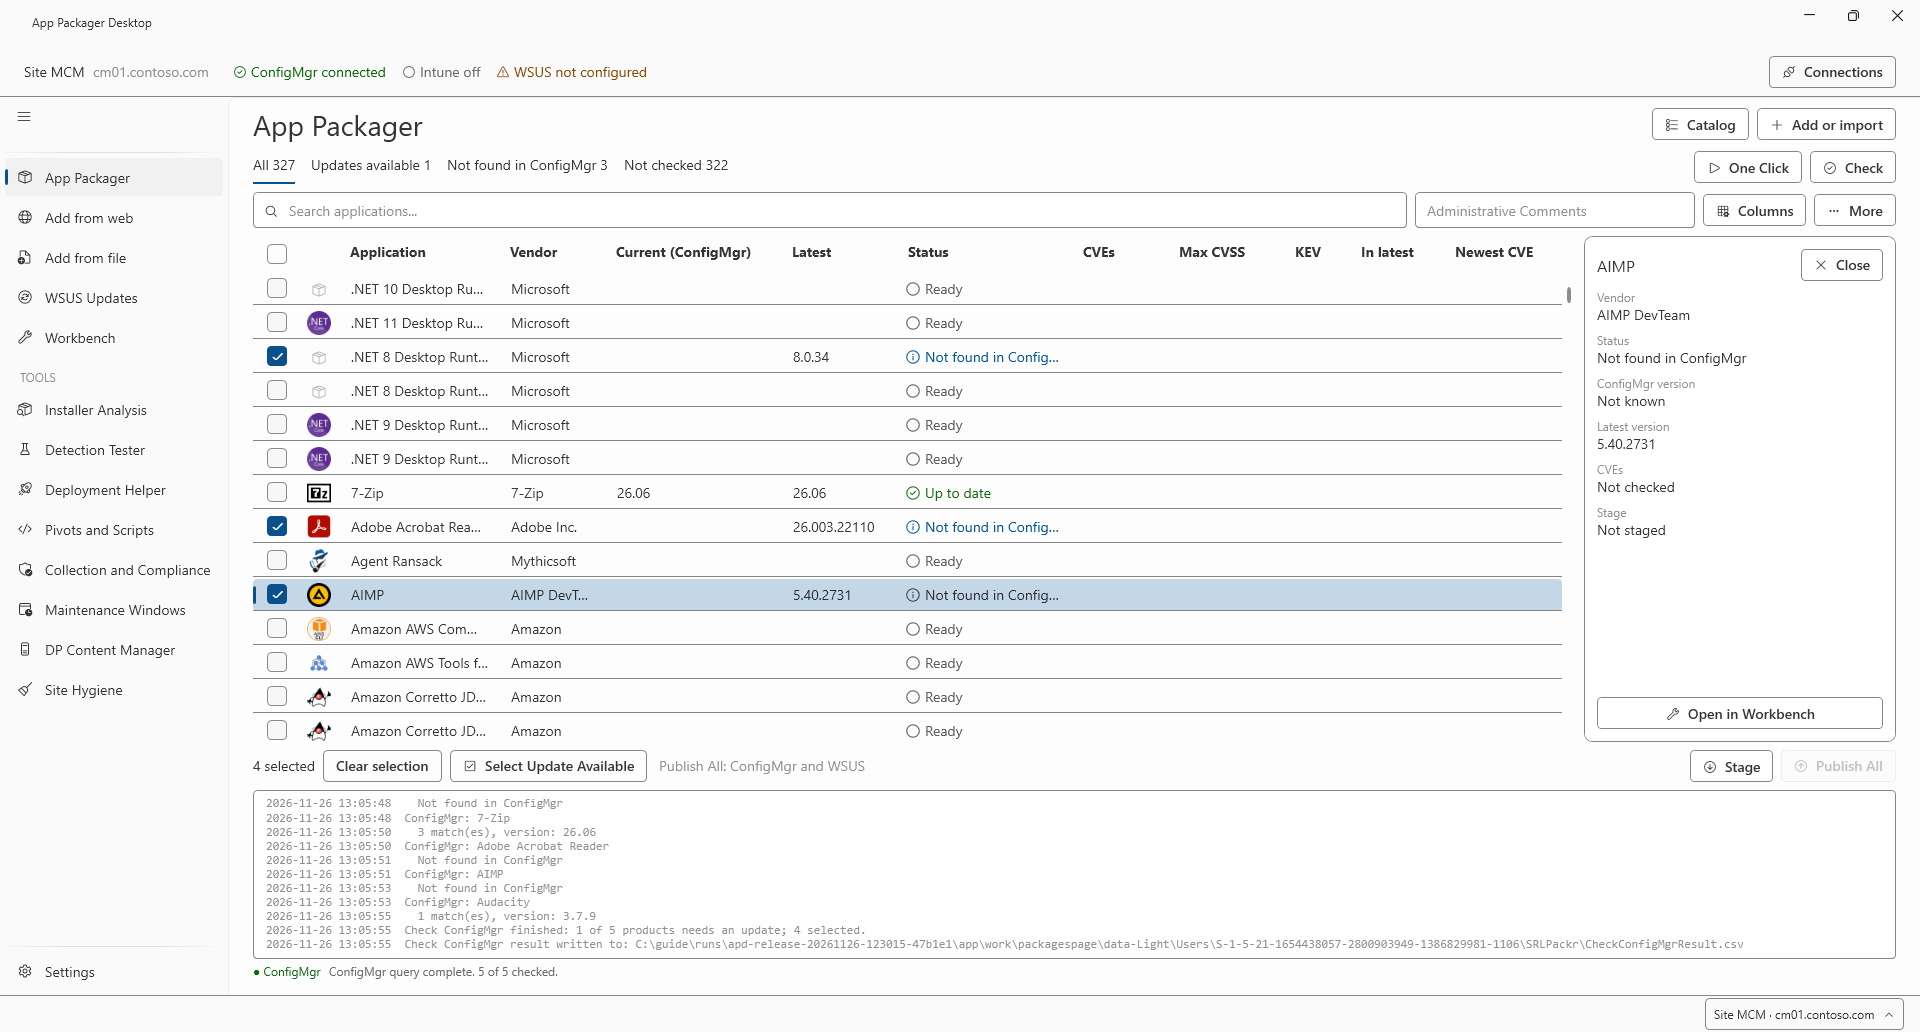 App Packager Desktop
Site MCM cm01.contoso.com ConfigMgr connected Intune off WSUS not configured Connections
App Packager
Catalog Add or import
All 327 Updates available 1 Not found in ConfigMgr 3 Not checked 322
One Click Check
Search applications... Administrative Comments Columns More
App Packager
Add from web
Add from file
WSUS Updates
Workbench
TOOLS
Installer Analysis
Detection Tester
Deployment Helper
Pivots and Scripts
Collection and Compliance
Maintenance Windows
DP Content Manager
Site Hygiene
Settings
Application Vendor Current (ConfigMgr) Latest Status CVEs Max CVSS KEV In latest Newest CVE
.NET 10 Desktop Ru... Microsoft Ready
.NET 11 Desktop Ru... Microsoft Ready
.NET 8 Desktop Runt... Microsoft 8.0.34 Not found in Config...
.NET 8 Desktop Runt... Microsoft Ready
.NET 9 Desktop Runt... Microsoft Ready
.NET 9 Desktop Runt... Microsoft Ready
7-Zip 7-Zip 26.06 26.06 Up to date
Adobe Acrobat Rea... Adobe Inc. 26.003.22110 Not found in Config...
Agent Ransack Mythicsoft Ready
AIMP AIMP DevT... 5.40.2731 Not found in Config...
Amazon AWS Com... Amazon Ready
Amazon AWS Tools f... Amazon Ready
Amazon Corretto JD... Amazon Ready
Amazon Corretto JD... Amazon Ready
AIMP Close
Vendor
AIMP DevTeam
Status
Not found in ConfigMgr
ConfigMgr version
Not known
Latest version
5.40.2731
CVEs
Not checked
Stage
Not staged
Open in Workbench
4 selected Clear selection Select Update Available Publish All: ConfigMgr and WSUS Stage Publish All
2026-11-26 13:05:48 Not found in ConfigMgr
2026-11-26 13:05:48 ConfigMgr: 7-Zip
2026-11-26 13:05:50 3 match(es), version: 26.06
2026-11-26 13:05:50 ConfigMgr: Adobe Acrobat Reader
2026-11-26 13:05:51 Not found in ConfigMgr
2026-11-26 13:05:51 ConfigMgr: AIMP
2026-11-26 13:05:53 Not found in ConfigMgr
2026-11-26 13:05:53 ConfigMgr: Audacity
2026-11-26 13:05:55 1 match(es), version: 3.7.9
2026-11-26 13:05:55 Check ConfigMgr finished: 1 of 5 products needs an update; 4 selected.
2026-11-26 13:05:55 Check ConfigMgr result written to: C:\guide\runs\apd-release-20261126-123015-47b1e1\app\work\packagespage\data-Light\Users\S-1-5-21-1654438057-2800903949-1386829981-1106\SRLPackr\CheckConfigMgrResult.csv
ConfigMgr ConfigMgr query complete. 5 of 5 checked.
Site MCM · cm01.contoso.com